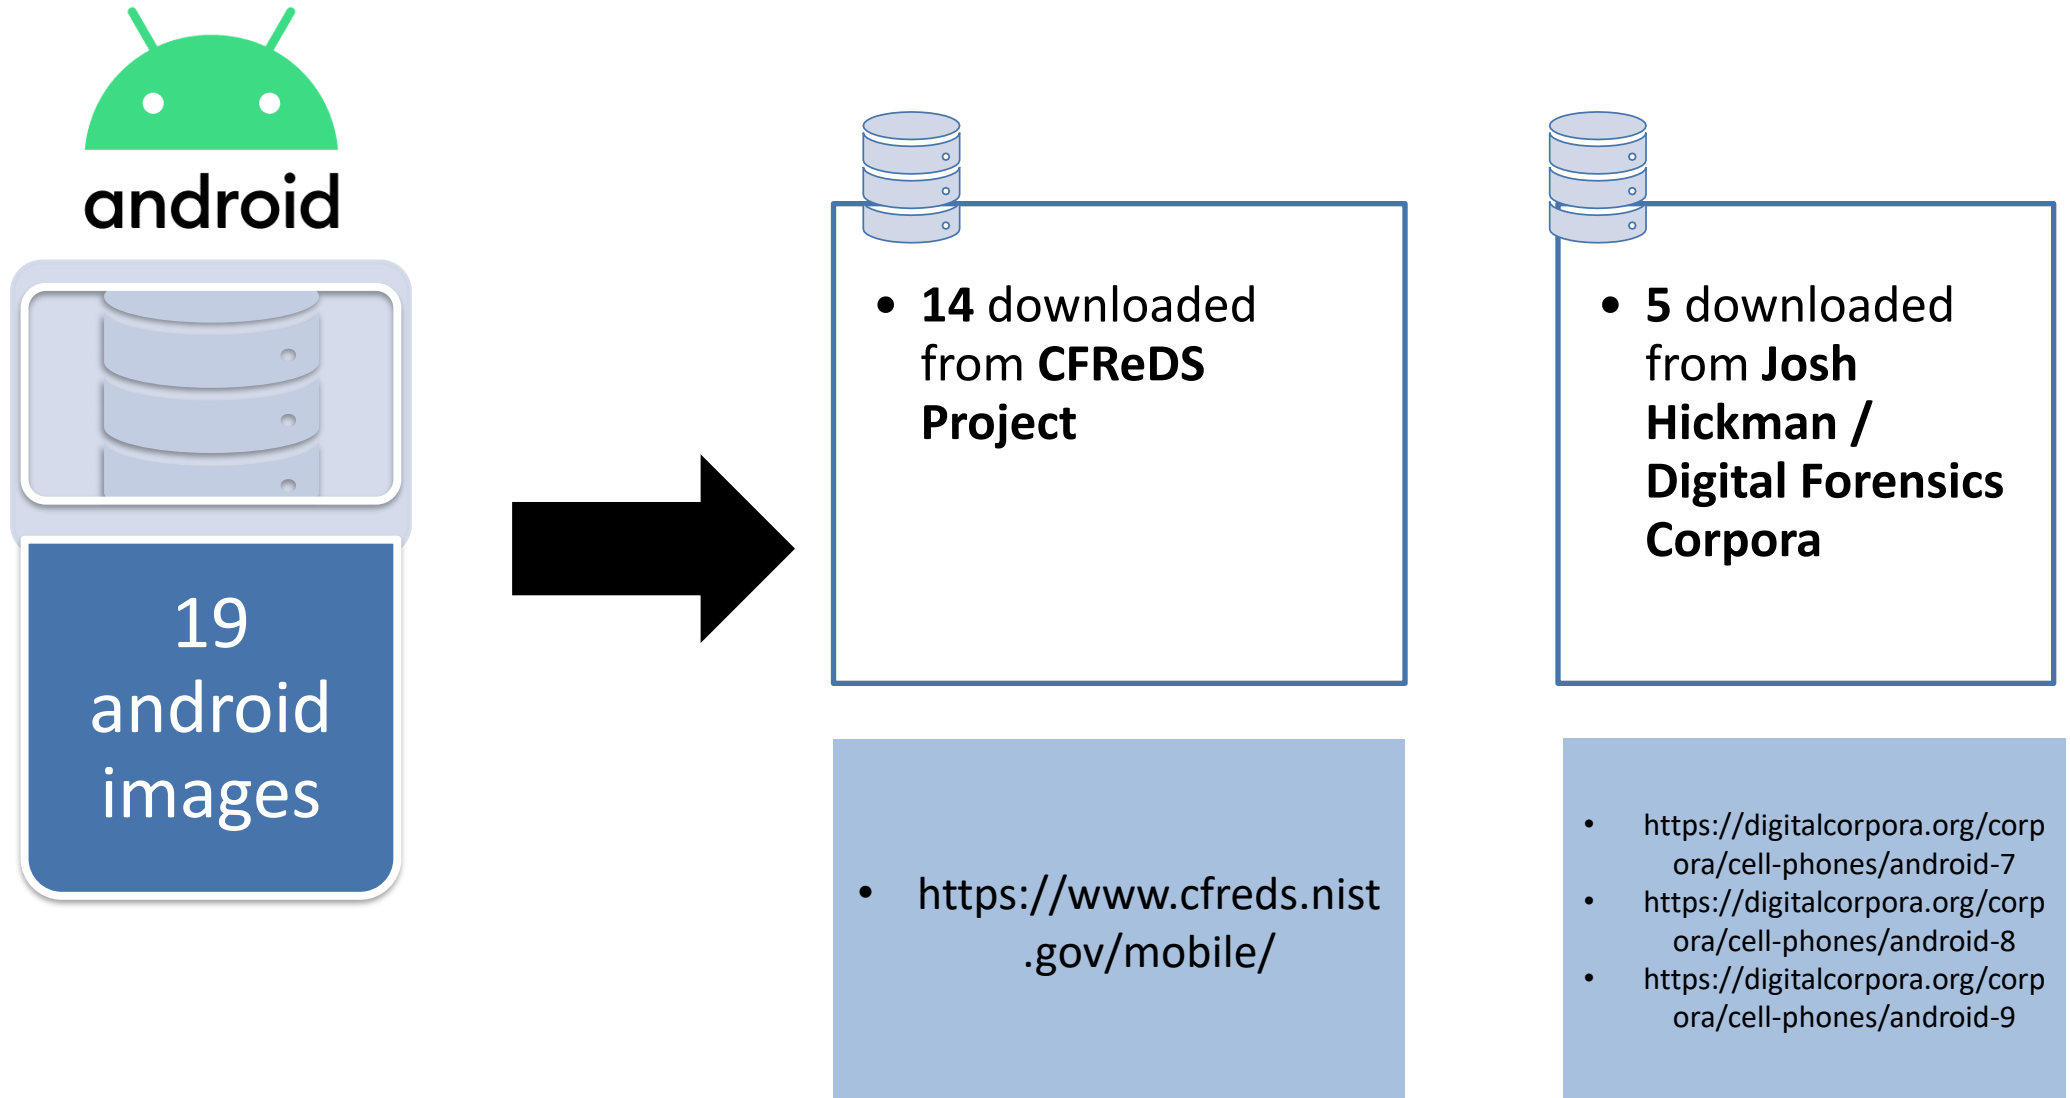 android
19
android
images
• 14 downloaded
from CFReDS
Project
• 5 downloaded
from Josh
Hickman /
Digital Forensics
Corpora
• https://www.cfreds.nist
.gov/mobile/
• https://digitalcorpora.org/corp
ora/cell-phones/android-7
• https://digitalcorpora.org/corp
ora/cell-phones/android-8
• https://digitalcorpora.org/corp
ora/cell-phones/android-9